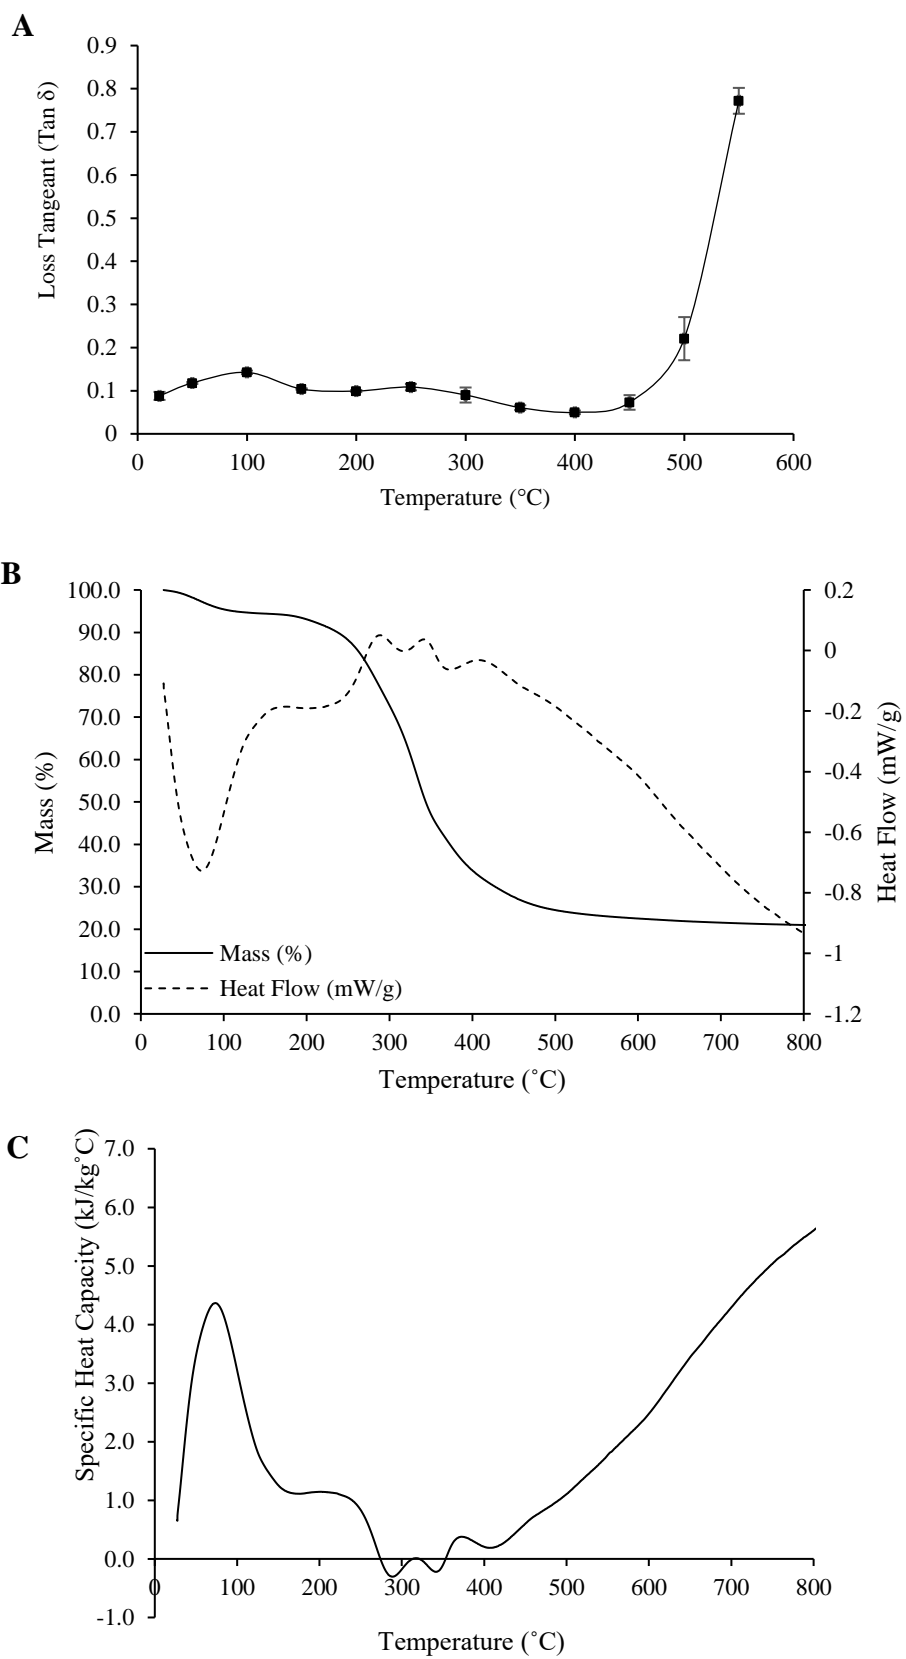 A
Loss Tangeant (Tan δ)
0.9
0.8
0.7
0.6
0.5
0.4
0.3
0.2
0.1
0
0 100 200 300 400 500 600
Temperature (°C)
B
Mass (%)
100.0
90.0
80.0
70.0
60.0
50.0
40.0
30.0
20.0
10.0
0.0
0.2
0
-0.2
-0.4
-0.6
-0.8
-1
-1.2
Heat Flow (mW/g)
Mass (%)
Heat Flow (mW/g)
0 100 200 300 400 500 600 700 800
Temperature (˚C)
C
Specific Heat Capacity (kJ/kg˚C)
7.0
6.0
5.0
4.0
3.0
2.0
1.0
0.0
-1.0
0 100 200 300 400 500 600 700 800
Temperature (˚C)